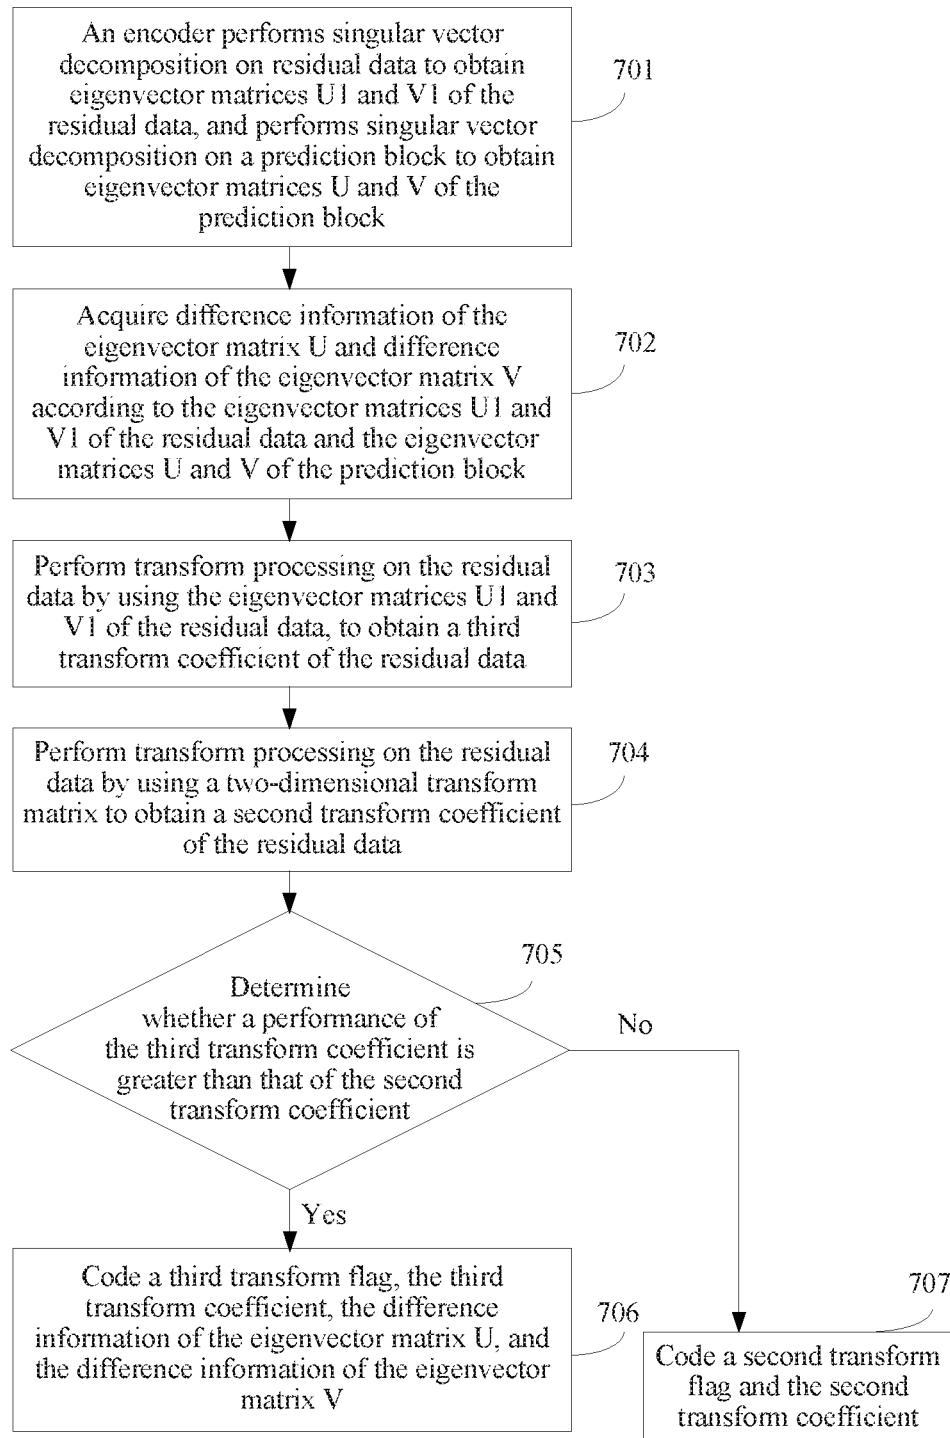 An encoder performs singular vector
decomposition on residual data to obtain
eigenvector matrices U1 and V1 of the
residual data, and performs singular vector
decomposition on a prediction block to obtain
eigenvector matrices U and V of the
prediction block
701
Acquire difference information of the
eigenvector matrix U and difference
information of the eigenvector matrix V
according to the eigenvector matrices U1 and
V1 of the residual data and the eigenvector
matrices U and V of the prediction block
702
Perform transform processing on the residual
data by using the eigenvector matrices U1 and
V1 of the residual data, to obtain a third
transform coefficient of the residual data
703
Perform transform processing on the residual
data by using a two-dimensional transform
matrix to obtain a second transform coefficient
of the residual data
704
Determine
whether a performance of
the third transform coefficient is
greater than that of the second
transform coefficient
705
No
Yes
Code a third transform flag, the third
transform coefficient, the difference
information of the eigenvector matrix U, and
the difference information of the eigenvector
matrix V
706
Code a second transform
flag and the second
transform coefficient
707